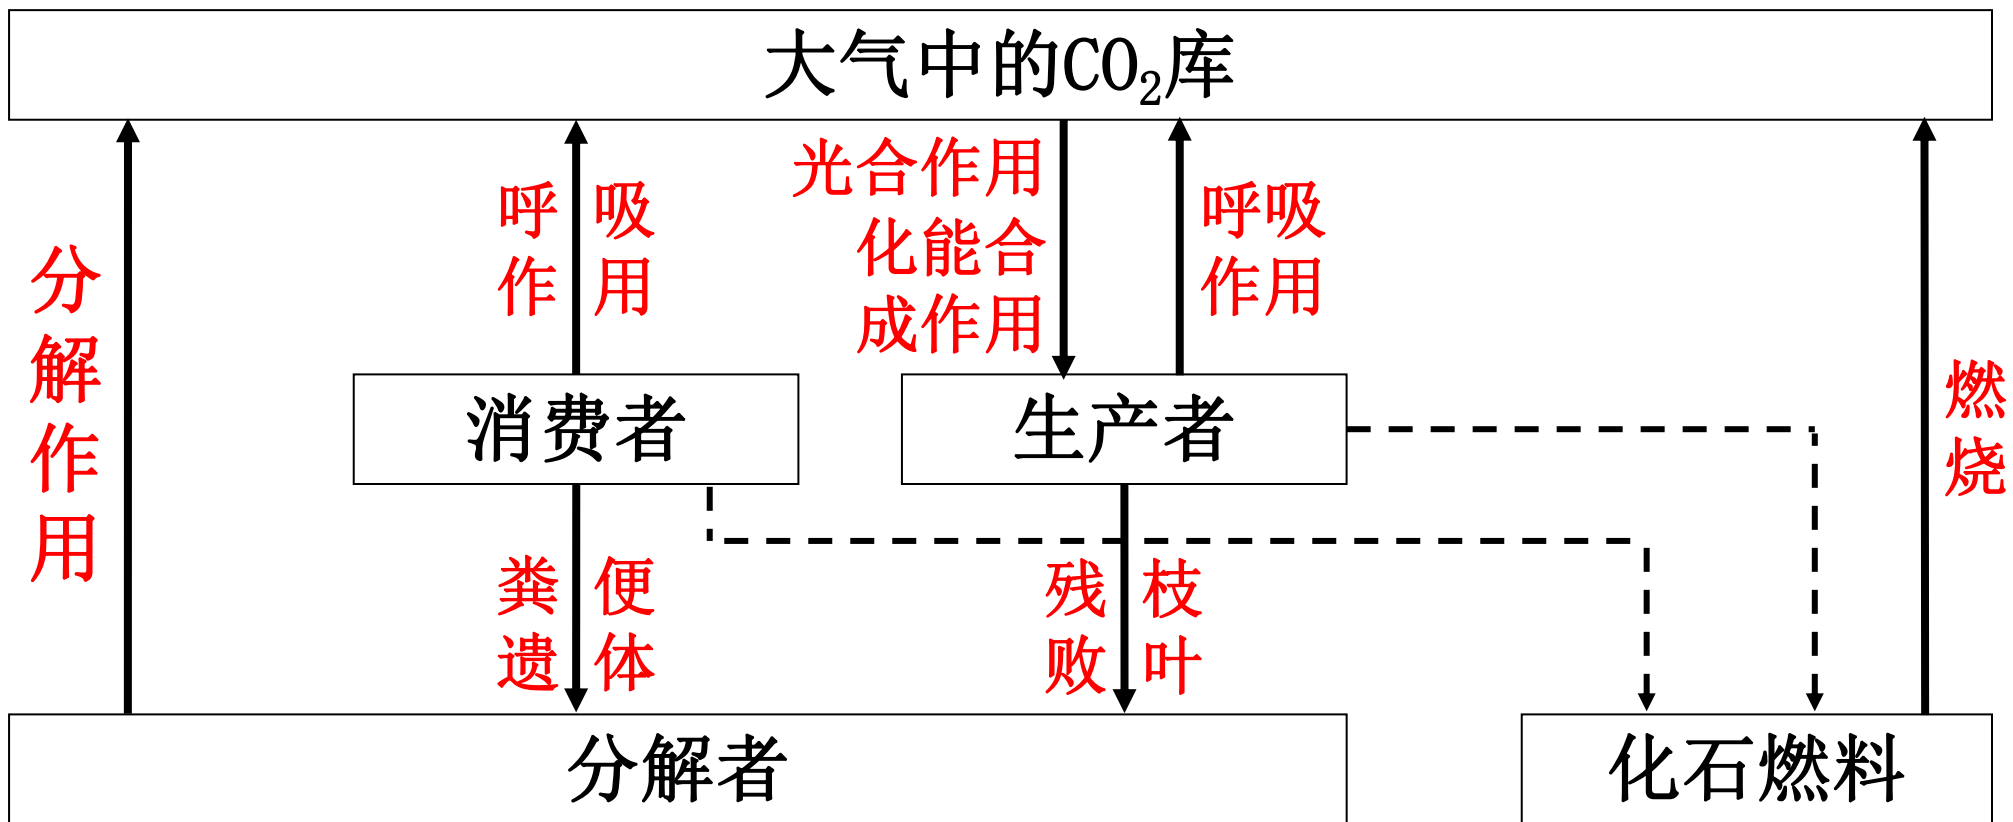 大气中的CO₂库
分解作用
呼吸
作用
光合作用
化能合
成作用
呼吸
作用
燃烧
消费者
生产者
粪便
遗体
残枝
败叶
分解者
化石燃料